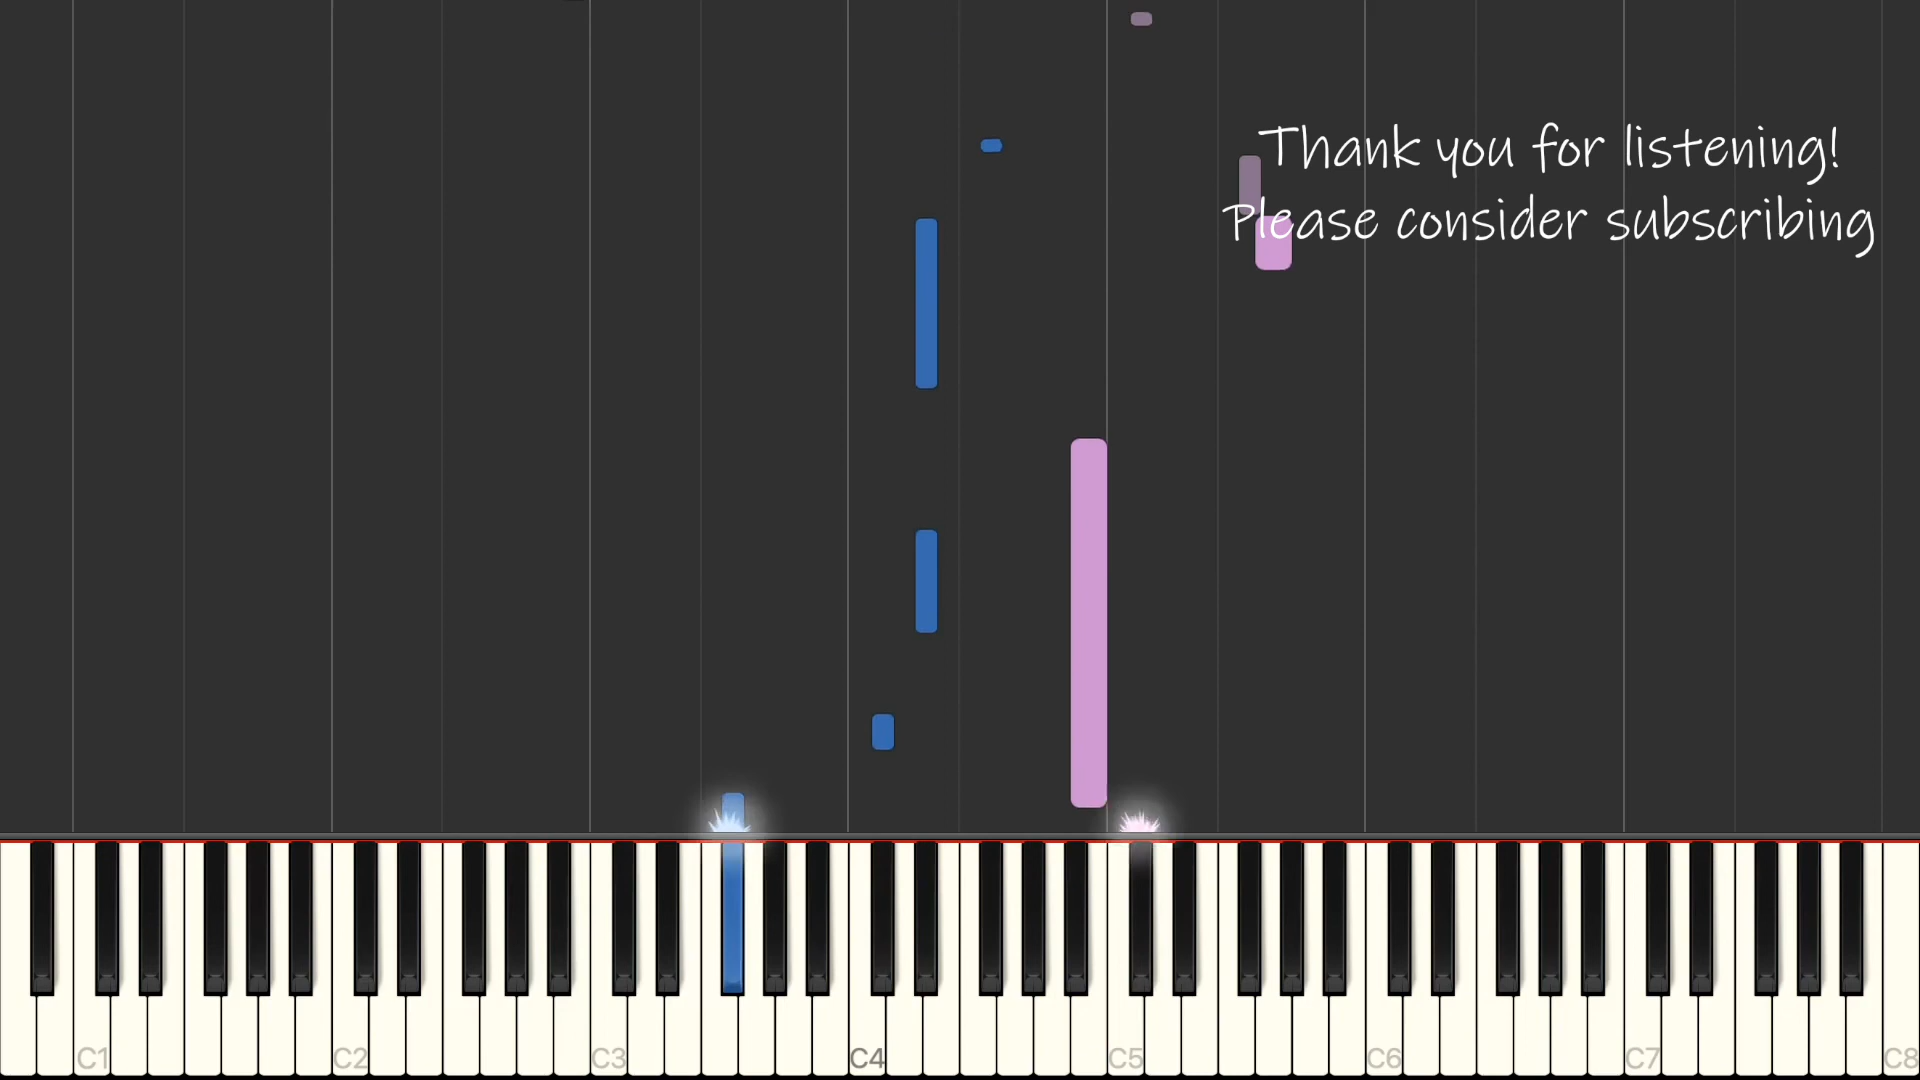 Thank you for listening!
Please consider subscribing
C1 C2 C3 C4 C5 C6 C7 C8